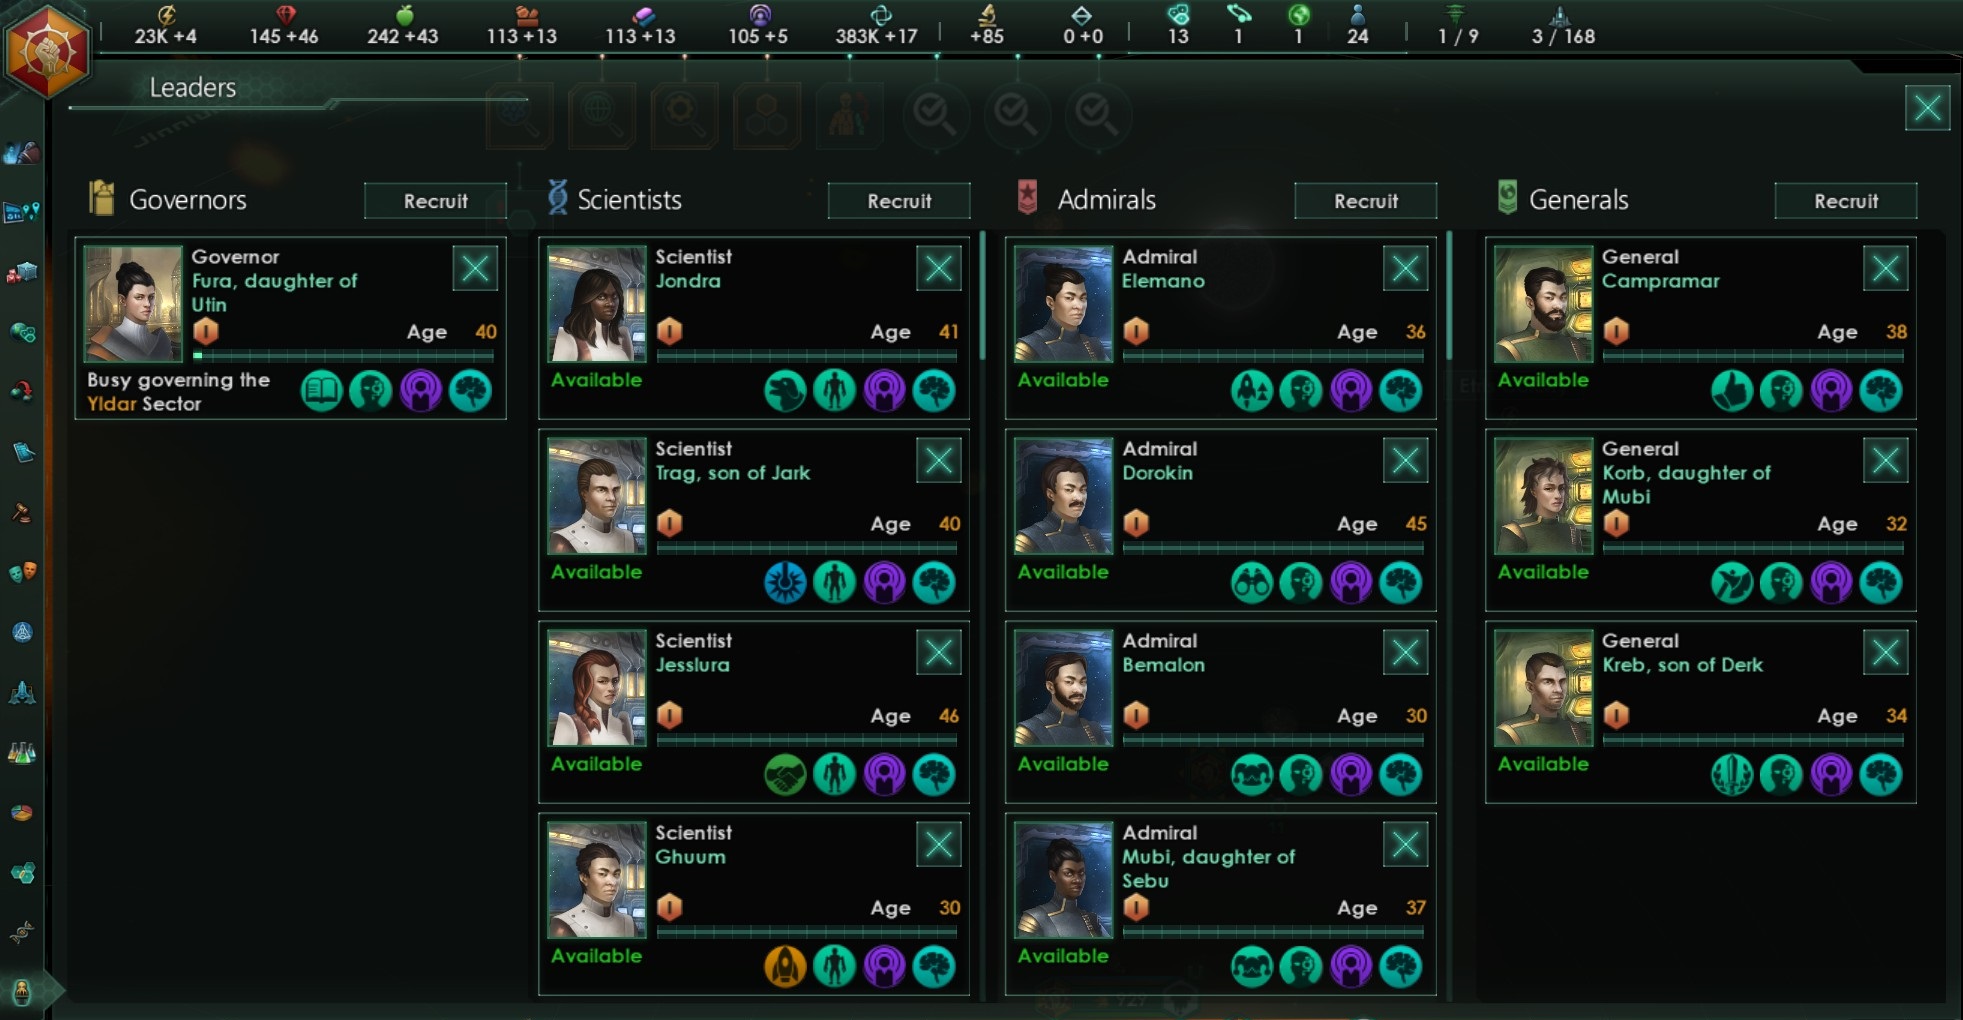 23K +4 145 +46 242 +43 113 +13 113 +13 105 +5 383K +17 +85 0 +0 13 1 1 24 1 / 9 3 / 168
Leaders
Governors Recruit
Governor
Fura, daughter of
Utin
I Age 40
Busy governing the
Yldar Sector
Scientists Recruit
Scientist
Jondra
I Age 41
Available
Scientist
Trag, son of Jark
I Age 40
Available
Scientist
Jesslura
I Age 46
Available
Scientist
Ghuum
I Age 30
Available
Admirals Recruit
Admiral
Elemano
I Age 36
Available
Admiral
Dorokin
I Age 45
Available
Admiral
Bemalon
I Age 30
Available
Admiral
Mubi, daughter of
Sebu
I Age 37
Available
Generals Recruit
General
Campramar
I Age 38
Available
General
Korb, daughter of
Mubi
I Age 32
Available
General
Kreb, son of Derk
I Age 34
Available